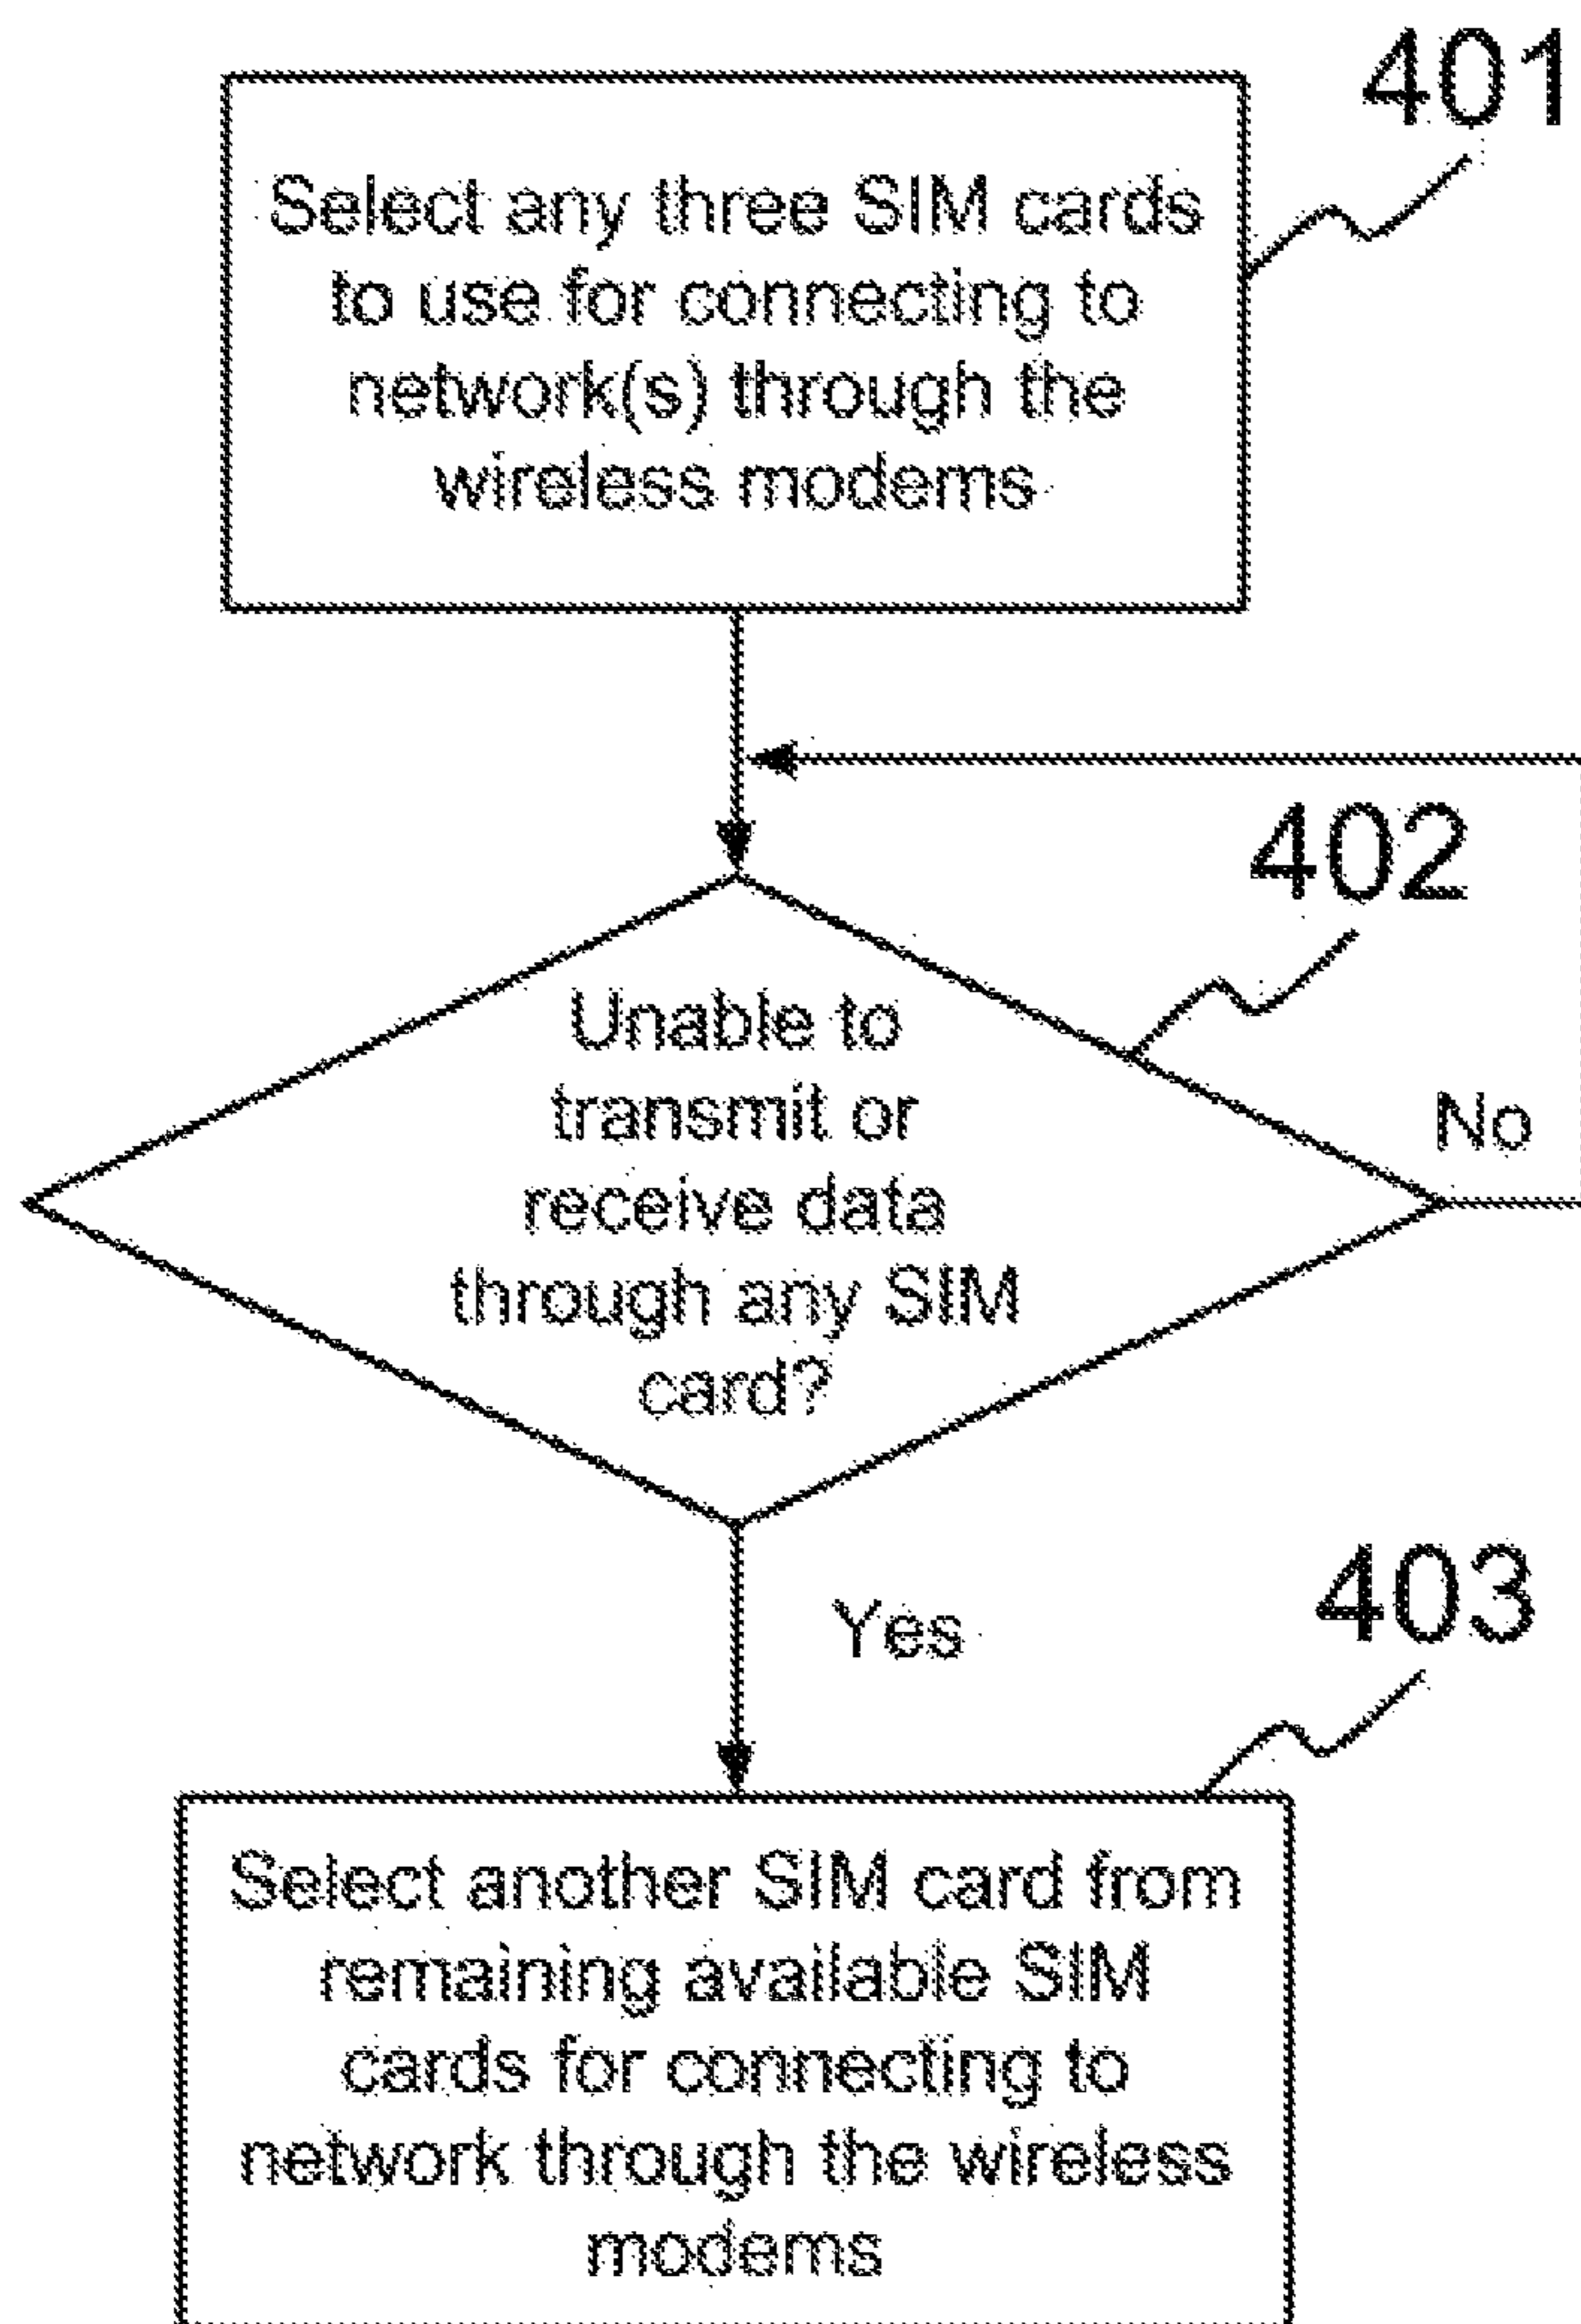 401
Select any three SIM cards
to use for connecting to
network(s) through the
wireless modems
402
Unable to
transmit or
receive data
through any SIM
card?
No
Yes
403
Select another SIM card from
remaining available SIM
cards for connecting to
network through the wireless
modems